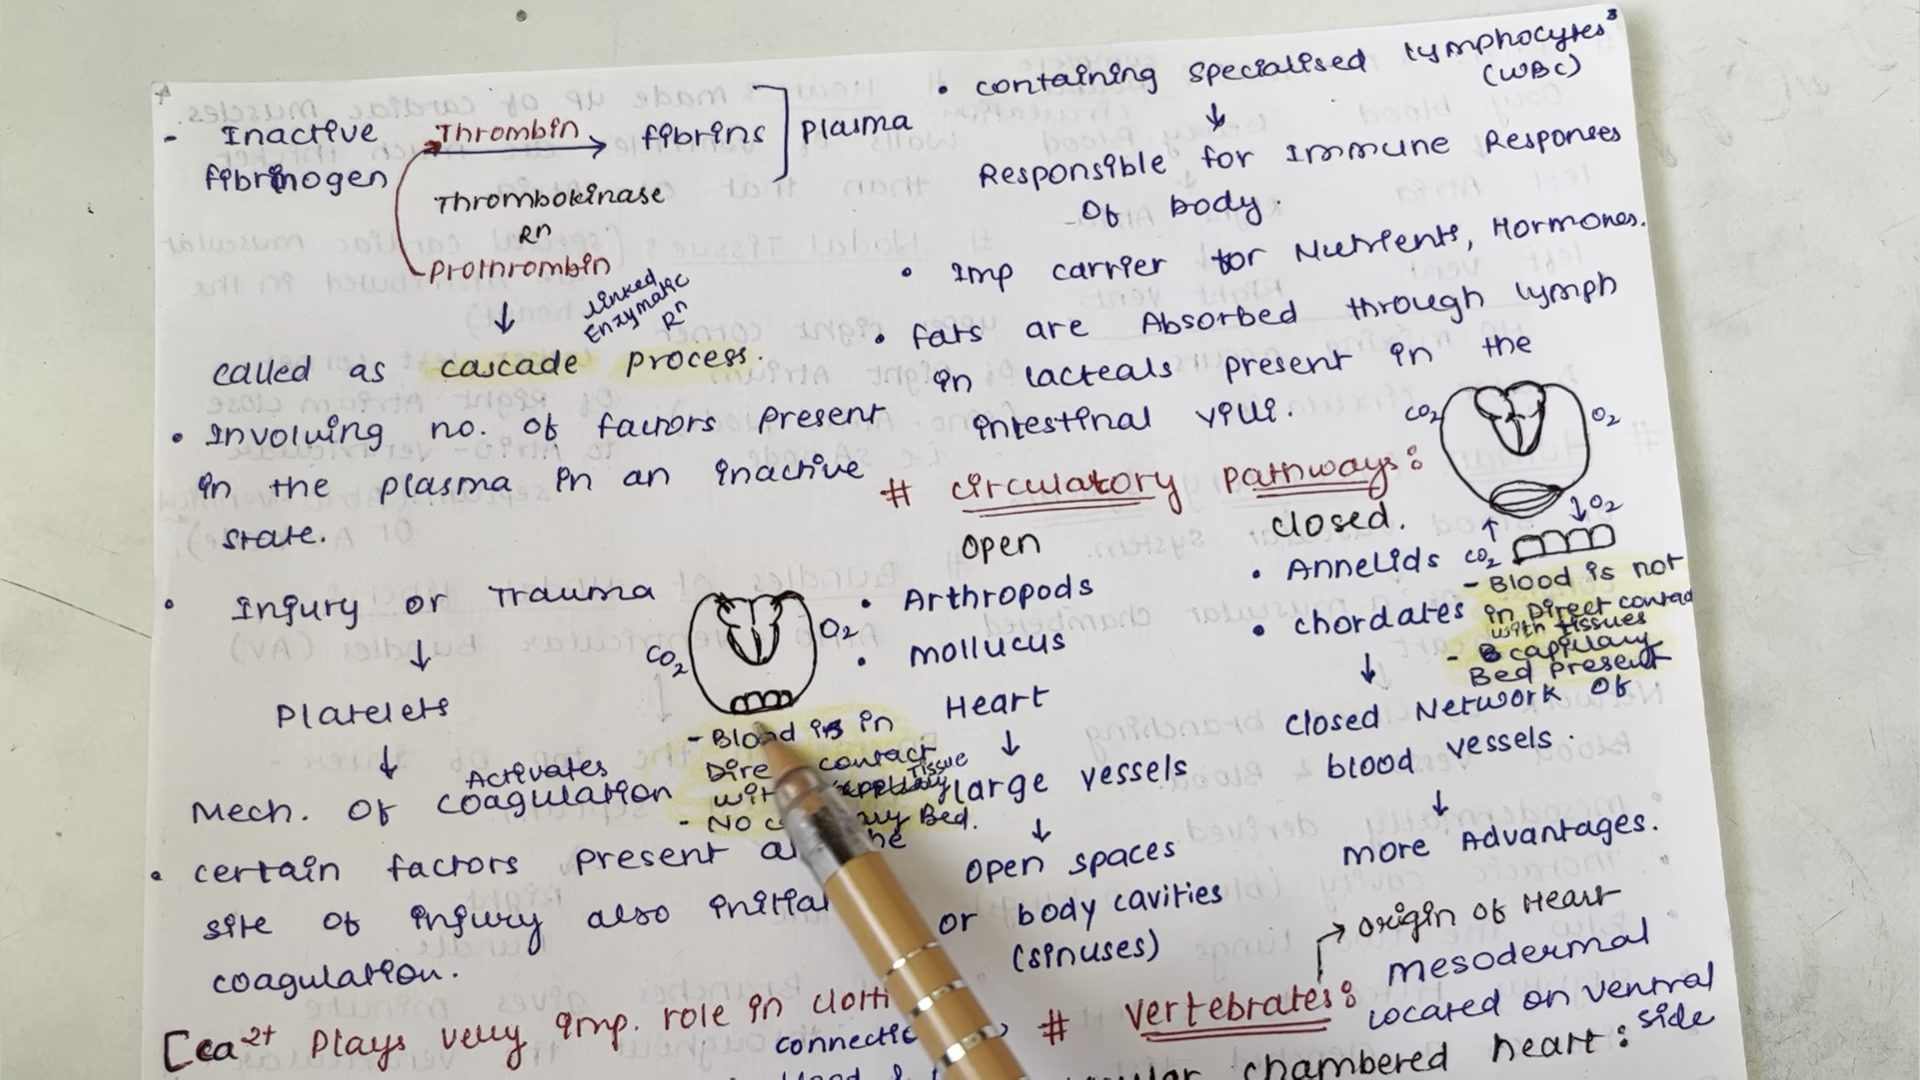 - Inactive Thrombin fibrins ] Plasma
fibrinogen
Thrombokinase
Rn
Prothrombin
Linked
Enzymatic
Rn
called as cascade process.
• Involving no. of factors present
in the plasma in an inactive
state.
• Injury or Trauma
Platelets
Activates
Mech. of coagulation
• certain factors present at the
site of injury also
coagulation.
[Ca2+ plays very imp. role in
CO2
O2
- Blood is in
contact
Tissue
- No Bed.
• containing specialised lymphocytes
(WBC)
Responsible for Immune Responses
Of body.
• Imp carrier for Nutrients, Hormones.
• fats are Absorbed through lymph
in lacteals present in the
intestinal villi.
CO2
O2
# circulatory Pathways:
Open
• Arthropods
• mollucus
Heart
large vessels
open spaces
or body cavities
(sinuses)
closed.
O2
CO2
• Annelids
• chordates
- Blood is not
in Direct contact
with tissues
- capillary
Bed present
closed Network of
blood vessels.
more Advantages.
# vertebrates:
origin of Heart
mesodermal
located on ventral
side
chambered heart: